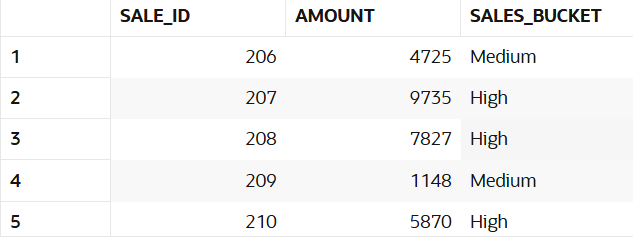 SALE_ID AMOUNT SALES_BUCKET
1 206 4725 Medium
2 207 9735 High
3 208 7827 High
4 209 1148 Medium
5 210 5870 High